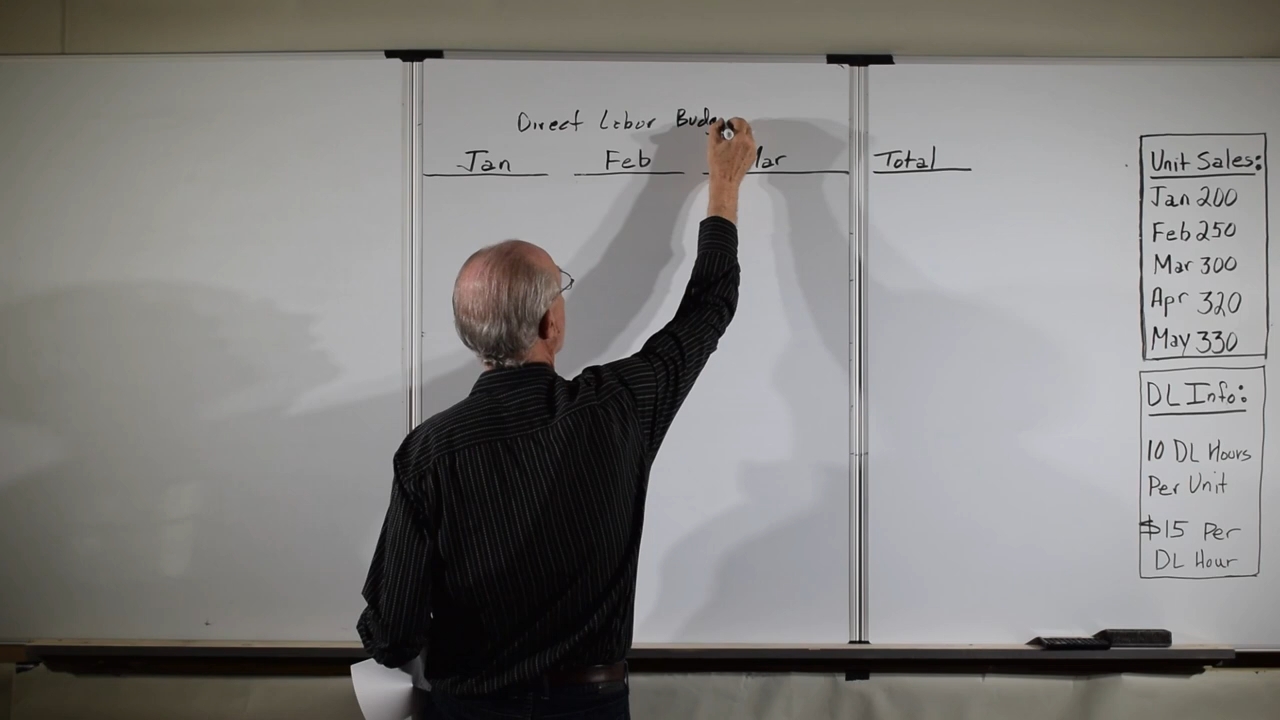 Direct Labor
Jan Feb Total
Unit Sales:
Jan 200
Feb 250
Mar 300
Apr 320
May 330
DL Info:
10 DL Hours
Per Unit
$15 Per
DL Hour